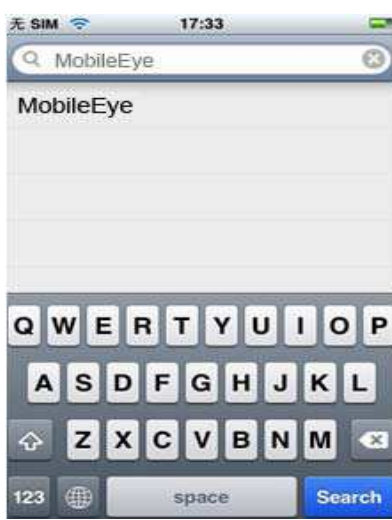 无 SIM 17:33
MobileEye
MobileEye
Q W E R T Y U I O P
A S D F G H J K L
Z X C V B N M
123 space Search